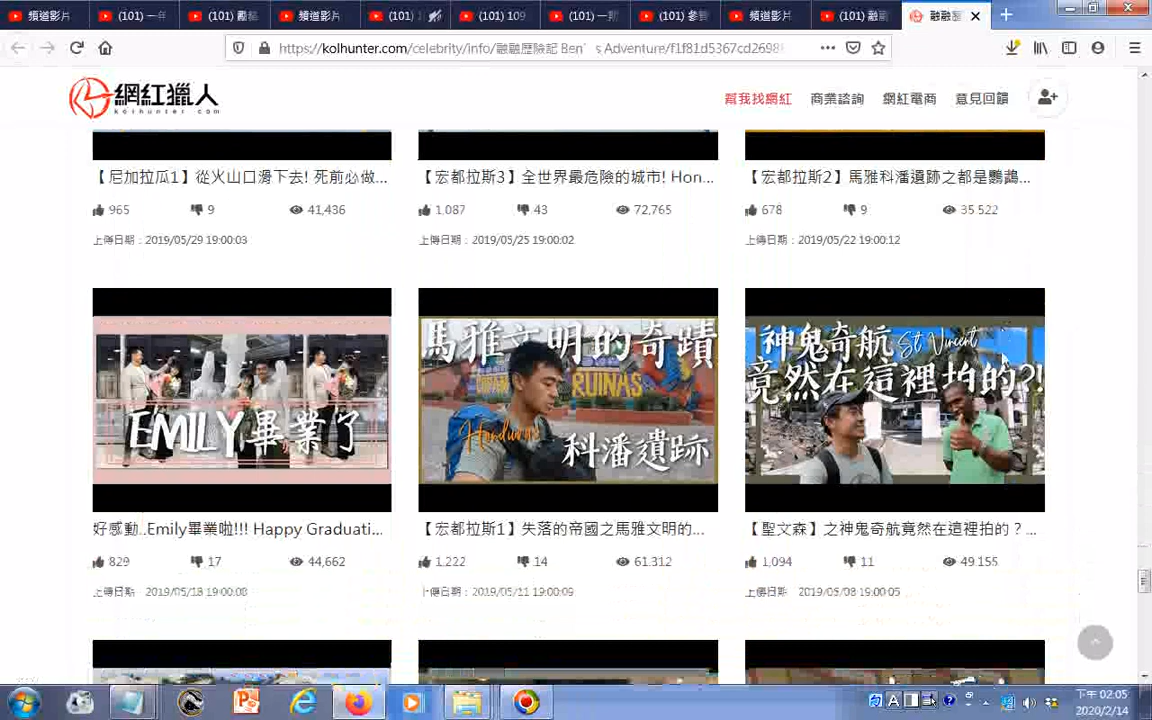 頻道影片
(101) 一年
(101) 農
頻道影片
(101)
(101) 109
(101) 一
(101) 參
頻道影片
(101) 融
融融歷
https://kolhunter.com/celebrity/info/融融歷險記 Ben's Adventure/f1f81d5367cd2698
網紅獵人
kolhunter.com
幫我找網紅 商業諮詢 網紅電商 意見回饋
【尼加拉瓜1】從火山口滑下去! 死前必做...
【宏都拉斯3】全世界最危險的城市! Hon...
【宏都拉斯2】馬雅科潘遺跡之都是鸚鵡...
965 9 41,436
1,087 43 72,765
678 9 35,522
上傳日期：2019/05/29 19:00:03
上傳日期：2019/05/25 19:00:02
上傳日期：2019/05/22 19:00:12
EMILY畢業了
馬雅文明的奇蹟
COPAN RUINAS
Honduras
科潘遺跡
神鬼奇航 St Vincent
竟然在這裡拍的?!
好感動..Emily畢業啦!!! Happy Graduati...
【宏都拉斯1】失落的帝國之馬雅文明的...
【聖文森】之神鬼奇航竟然在這裡拍的？...
829 17 44,662
1,222 14 61,312
1,094 11 49,155
上傳日期：2019/05/18 19:00:08
上傳日期：2019/05/11 19:00:09
上傳日期：2019/05/08 19:00:05
下午 02:05
2020/2/14